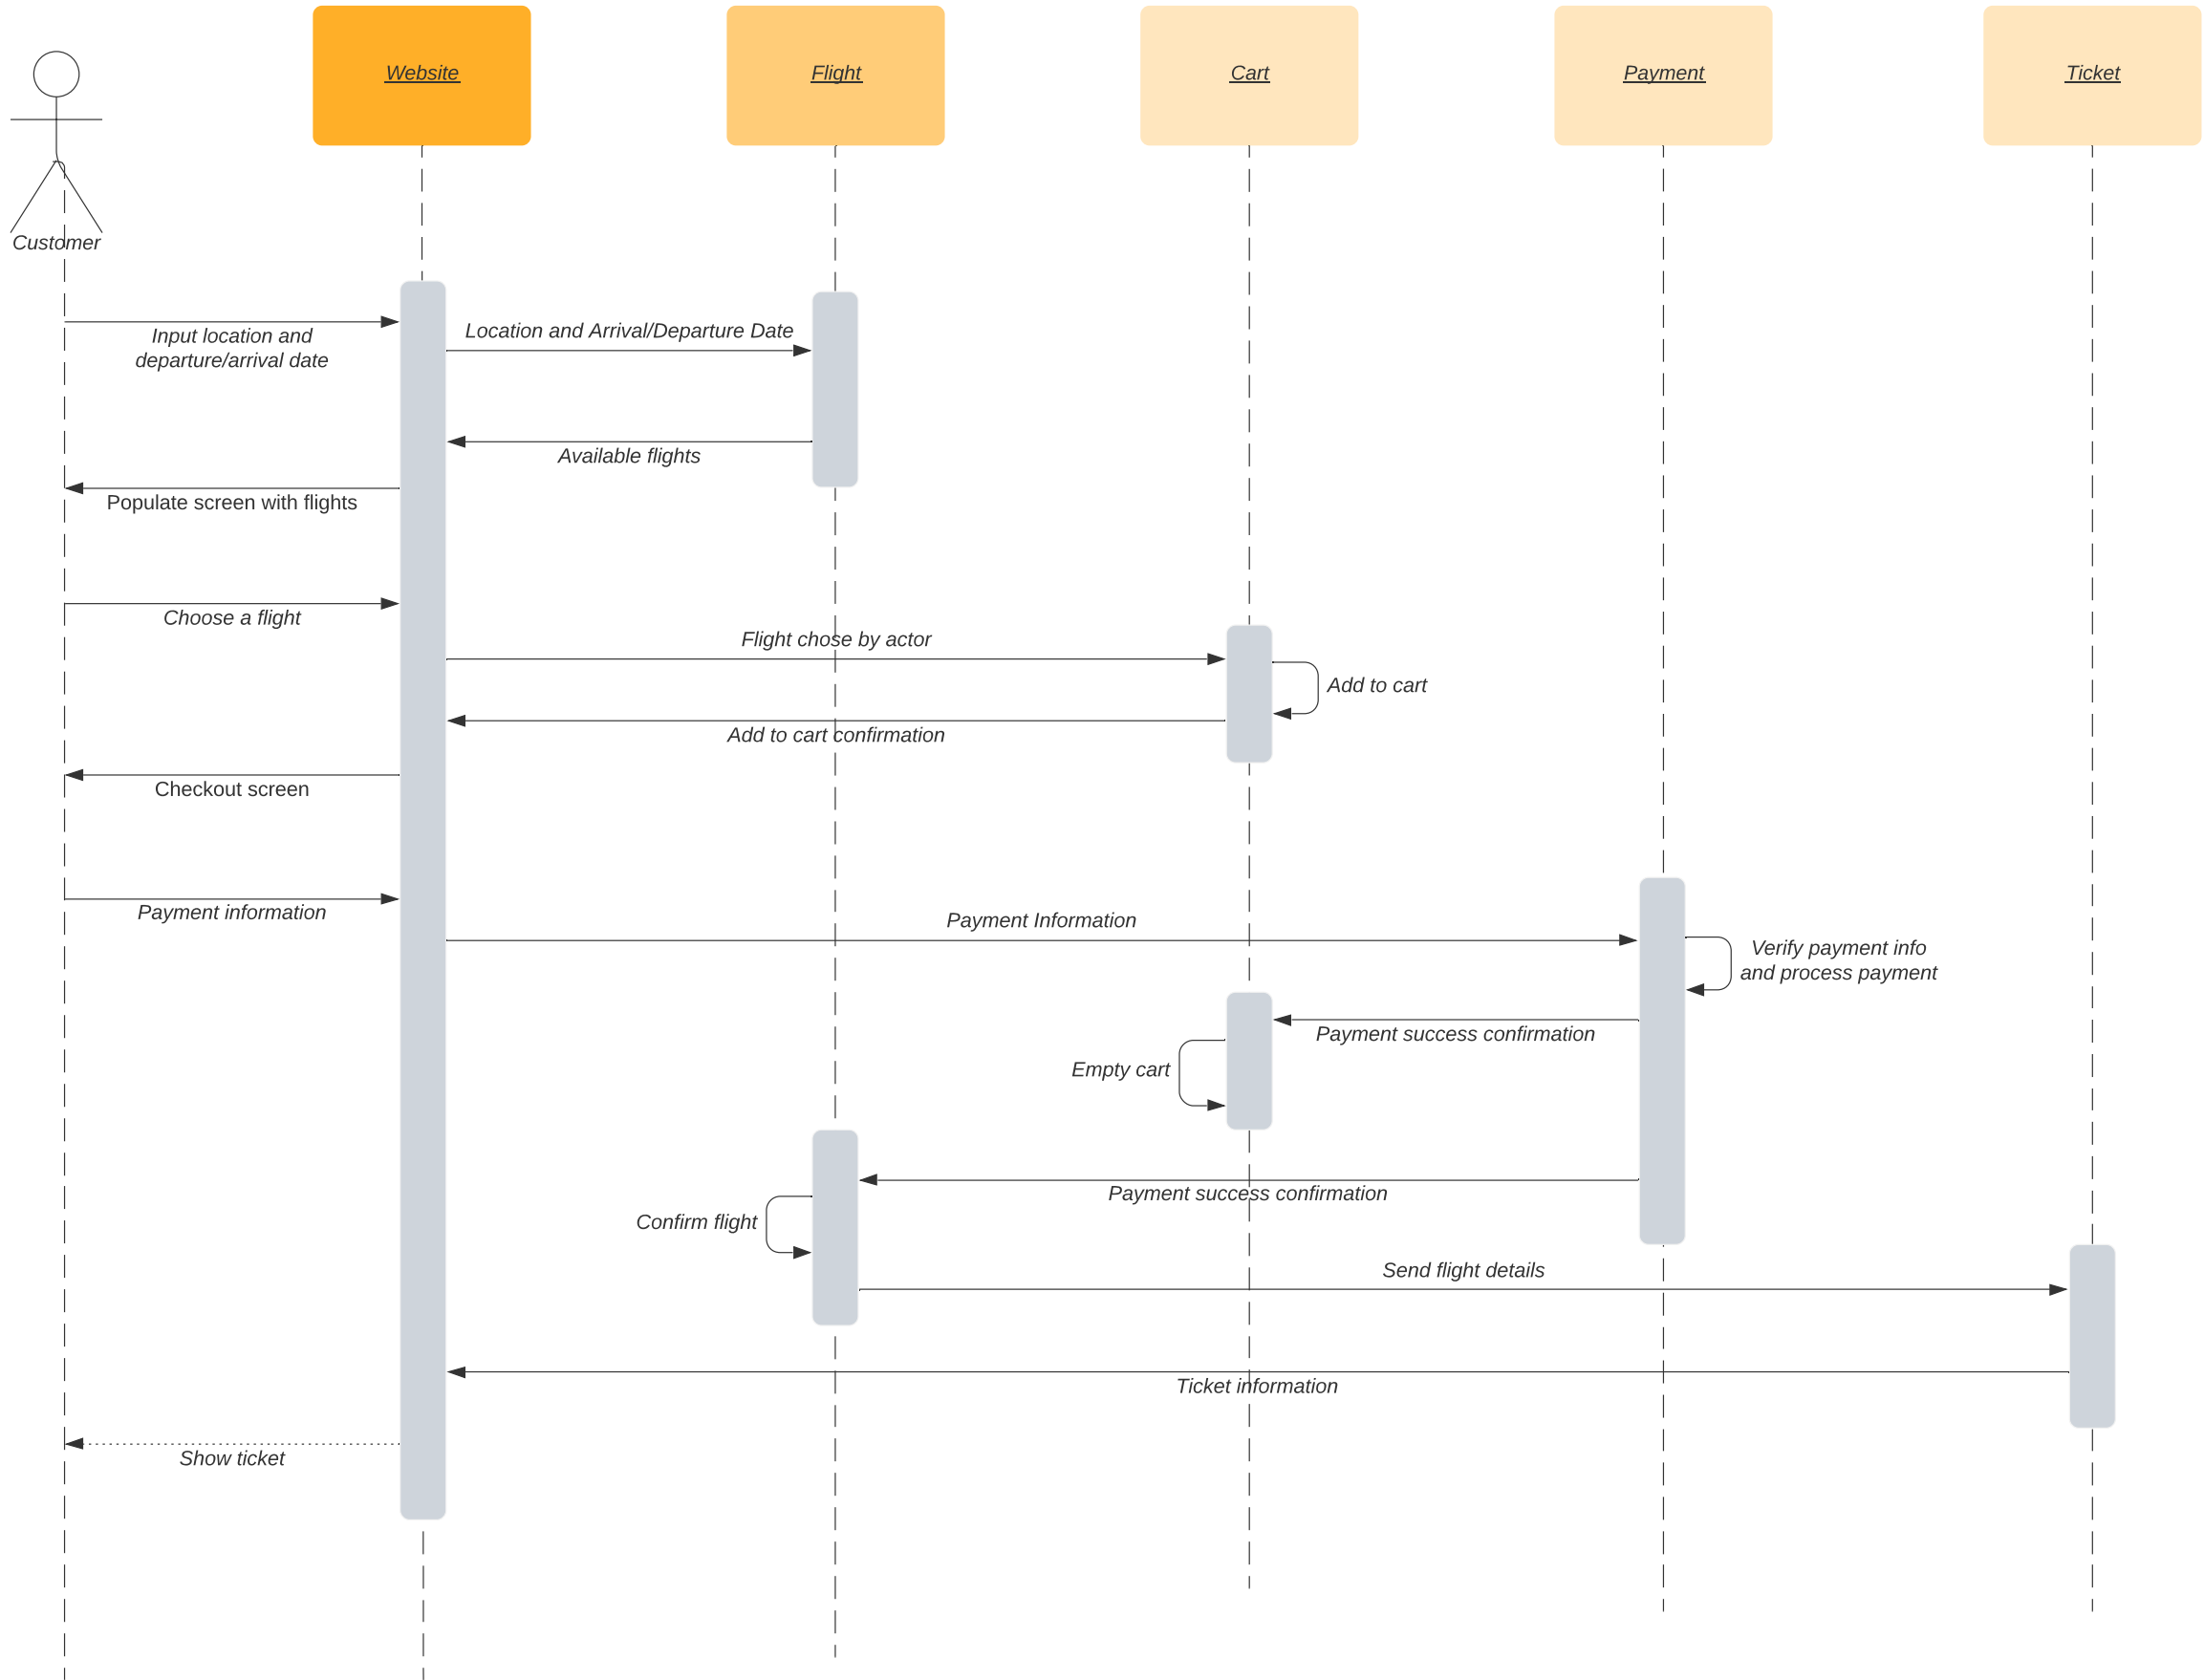 Website
Flight
Cart
Payment
Ticket
Customer
Input location and
departure/arrival date
Location and Arrival/Departure Date
Available flights
Populate screen with flights
Choose a flight
Flight chose by actor
Add to cart
Add to cart confirmation
Checkout screen
Payment information
Payment Information
Verify payment info
and process payment
Payment success confirmation
Empty cart
Payment success confirmation
Confirm flight
Send flight details
Ticket information
Show ticket